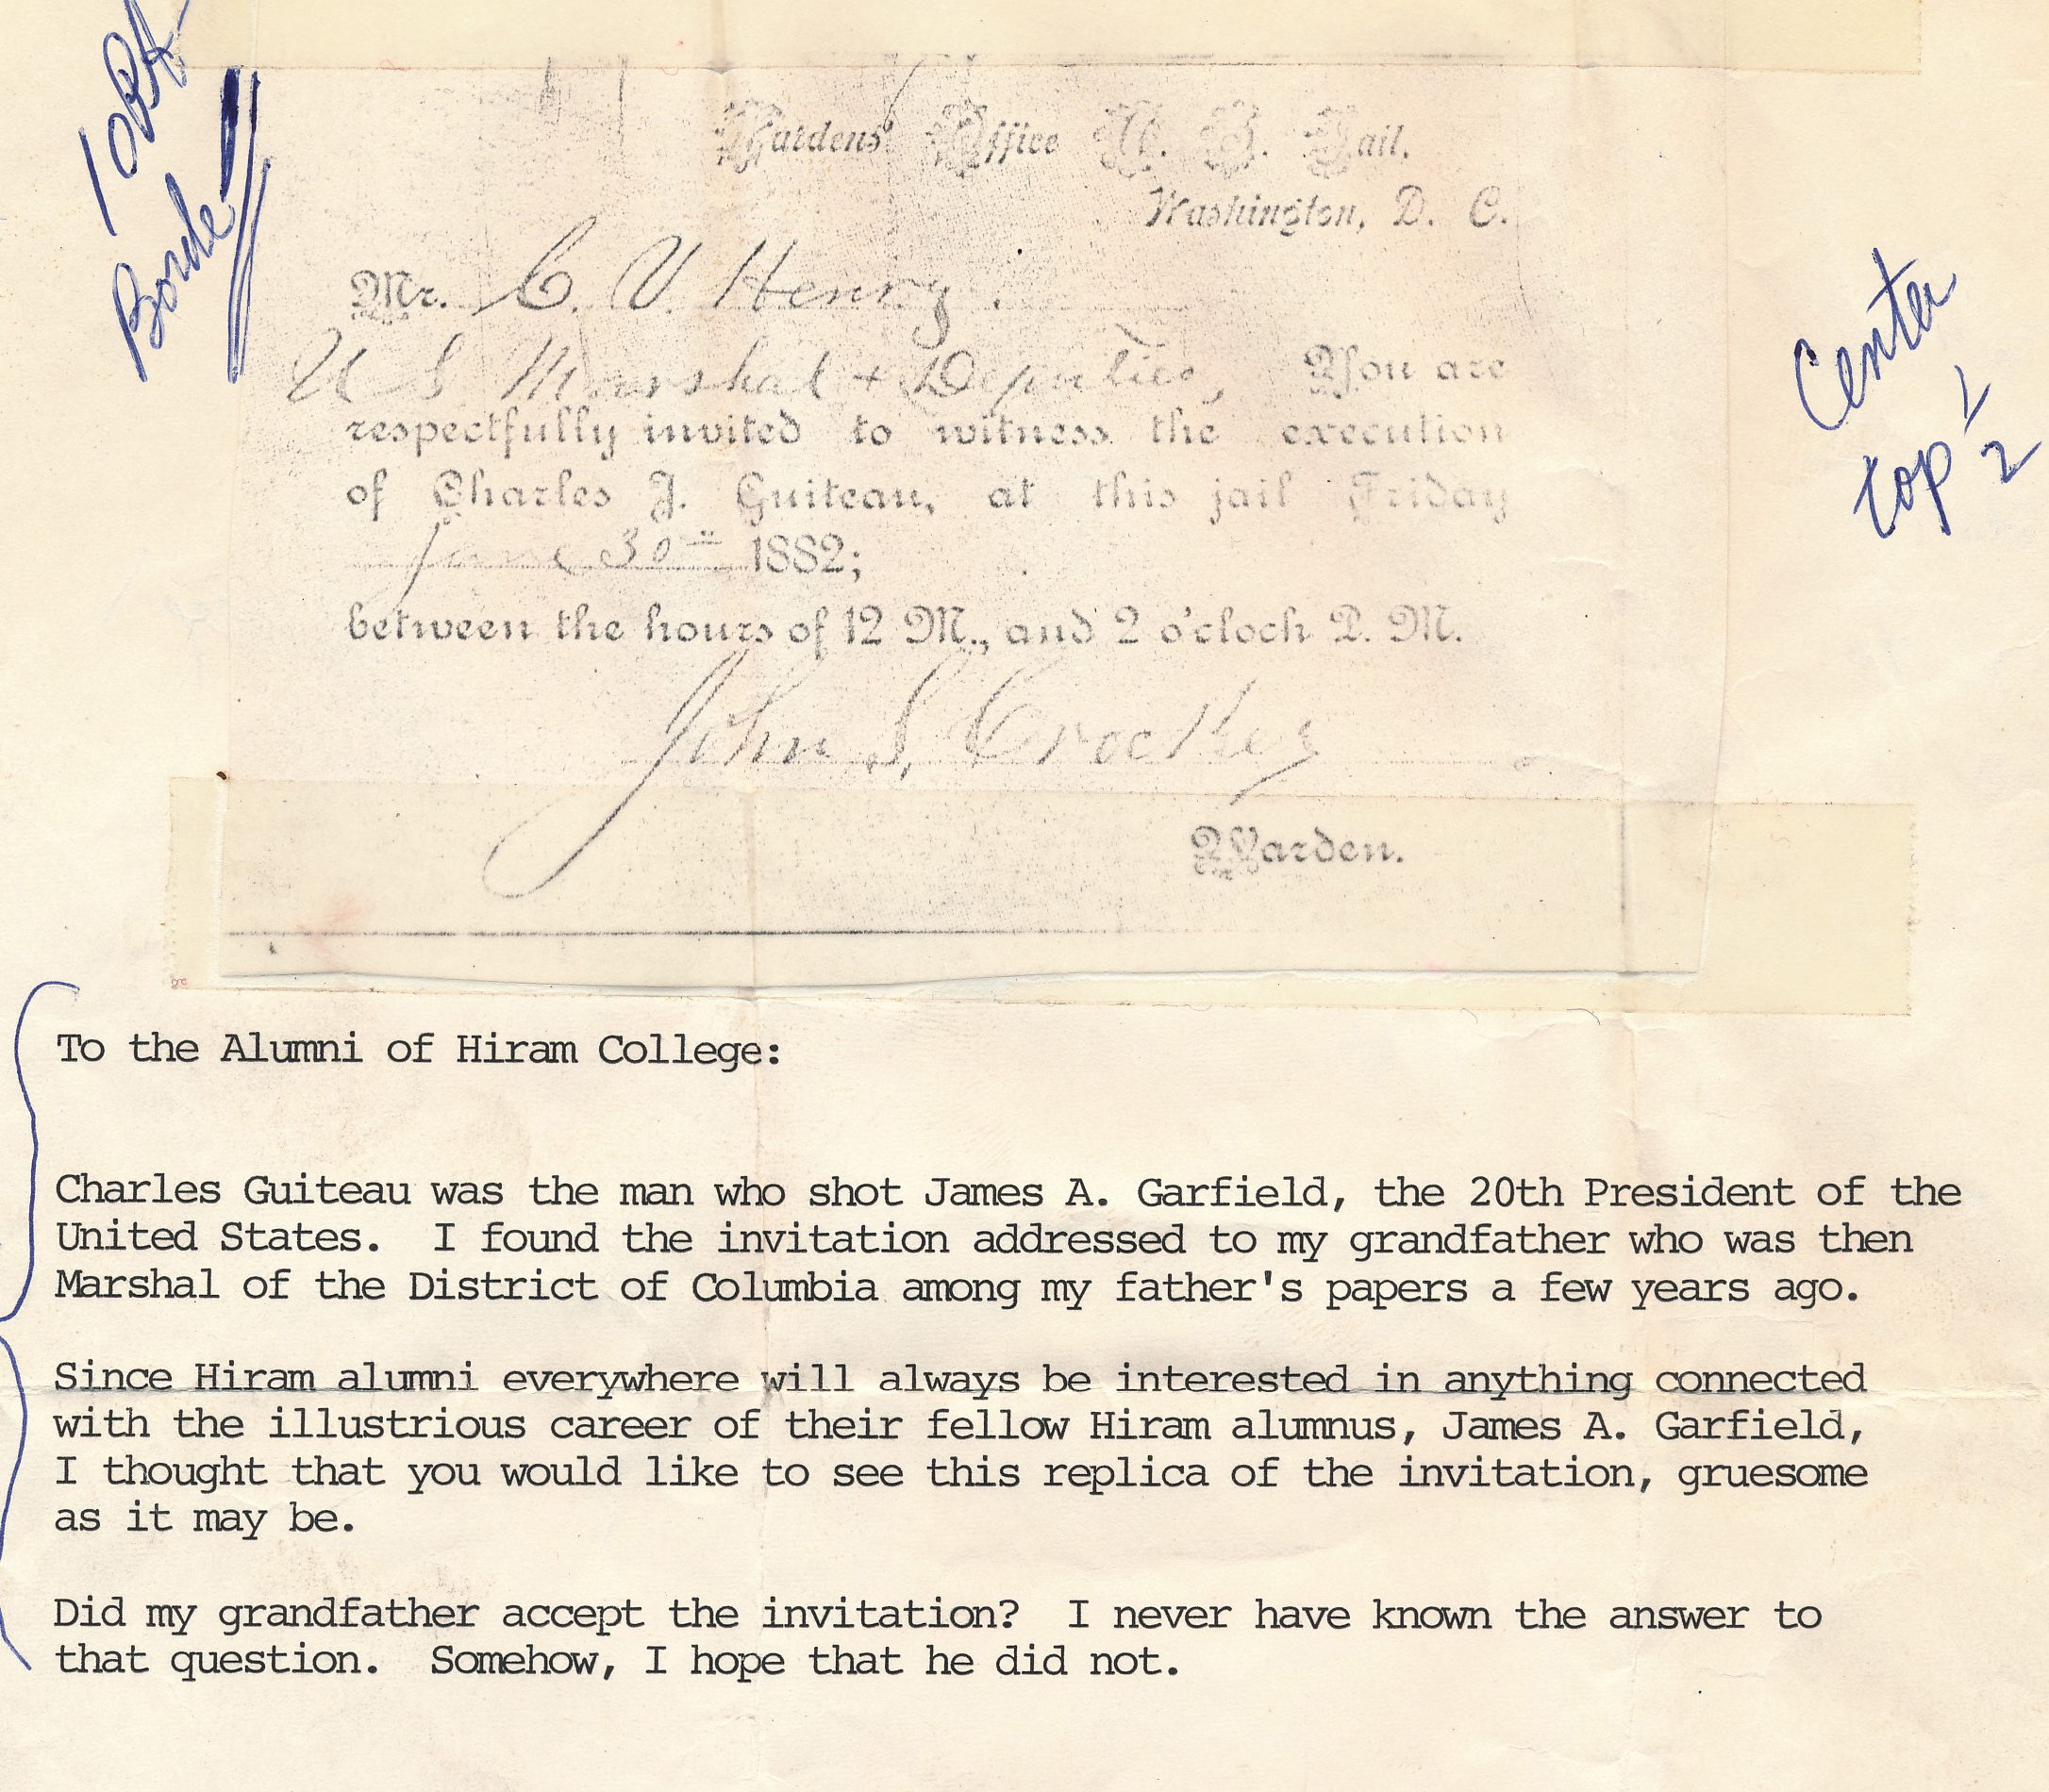 Wardens' Office U. S. Jail.
Washington, D. C.
Mr. C. V. Henry.
U S Marshal + Deputies, You are
respectfully invited to witness the execution
of Charles J. Guiteau, at this jail Friday
June 30th 1882;
between the hours of 12 M., and 2 o'clock P. M.
John S. Crocker
Warden.
Center
top 1/2
To the Alumni of Hiram College:
Charles Guiteau was the man who shot James A. Garfield, the 20th President of the
United States. I found the invitation addressed to my grandfather who was then
Marshal of the District of Columbia among my father's papers a few years ago.
Since Hiram alumni everywhere will always be interested in anything connected
with the illustrious career of their fellow Hiram alumnus, James A. Garfield,
I thought that you would like to see this replica of the invitation, gruesome
as it may be.
Did my grandfather accept the invitation? I never have known the answer to
that question. Somehow, I hope that he did not.